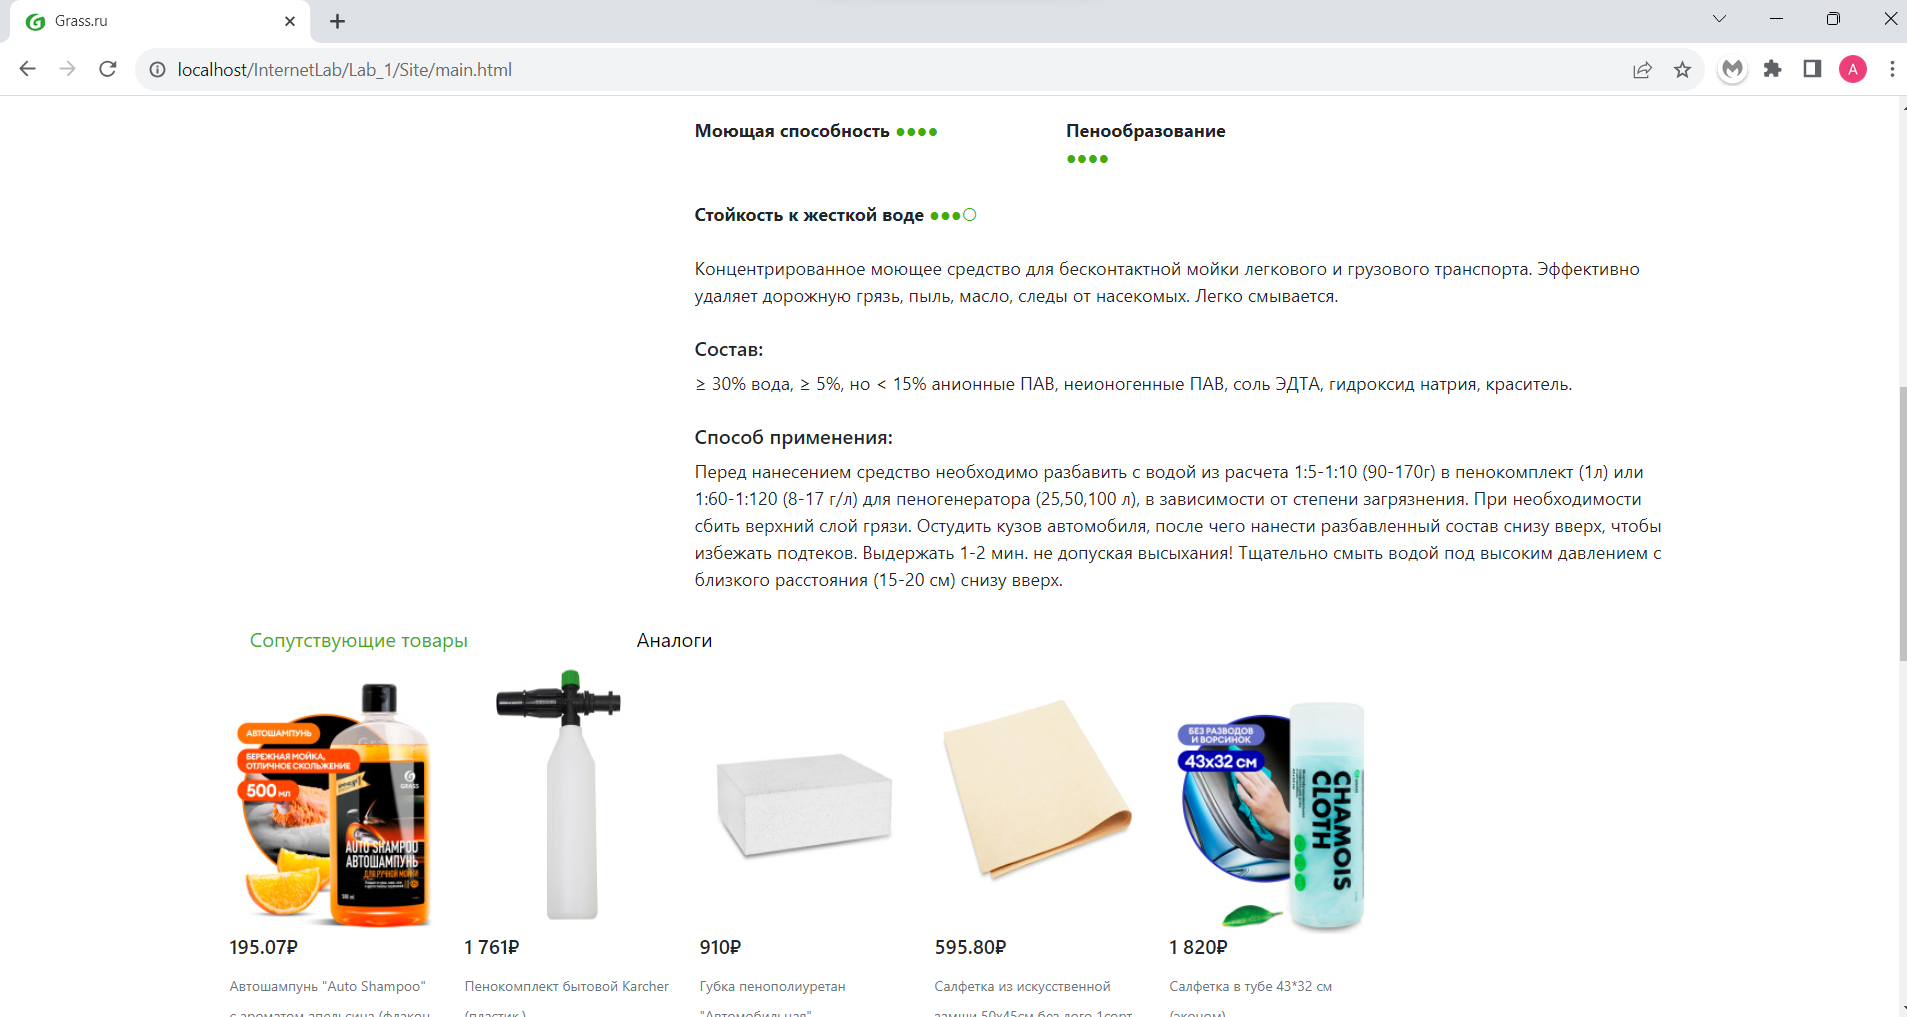 Grass.ru
localhost/InternetLab/Lab_1/Site/main.html
A
Моющая способность ●●●●
Пенообразование
●●●●
Стойкость к жесткой воде ●●●○
Концентрированное моющее средство для бесконтактной мойки легкового и грузового транспорта. Эффективно
удаляет дорожную грязь, пыль, масло, следы от насекомых. Легко смывается.
Состав:
≥ 30% вода, ≥ 5%, но < 15% анионные ПАВ, неионогенные ПАВ, соль ЭДТА, гидроксид натрия, краситель.
Способ применения:
Перед нанесением средство необходимо разбавить с водой из расчета 1:5-1:10 (90-170г) в пенокомплект (1л) или
1:60-1:120 (8-17 г/л) для пеногенератора (25,50,100 л), в зависимости от степени загрязнения. При необходимости
сбить верхний слой грязи. Остудить кузов автомобиля, после чего нанести разбавленный состав снизу вверх, чтобы
избежать подтеков. Выдержать 1-2 мин. не допуская высыхания! Тщательно смыть водой под высоким давлением с
близкого расстояния (15-20 см) снизу вверх.
Сопутствующие товары
Аналоги
АВТОШАМПУНЬ
БЕРЕЖНАЯ МОЙКА,
ОТЛИЧНОЕ СКОЛЬЖЕНИЕ
500 мл
GRASS
AUTO SHAMPOO
АВТОШАМПУНЬ
ДЛЯ РУЧНОЙ МОЙКИ
БЕЗ РАЗВОДОВ
И ВОРСИНОК
43х32 см
CHAMOIS
CLOTH
195.07₽
1 761₽
910₽
595.80₽
1 820₽
Автошампунь "Auto Shampoo"
с ароматом апельсина (флакон
Пенокомплект бытовой Karcher
(пластик.)
Губка пенополиуретан
"Автомобильная"
Салфетка из искусственной
замши 50х45см без лого 1сорт
Салфетка в тубе 43*32 см
(эконом)